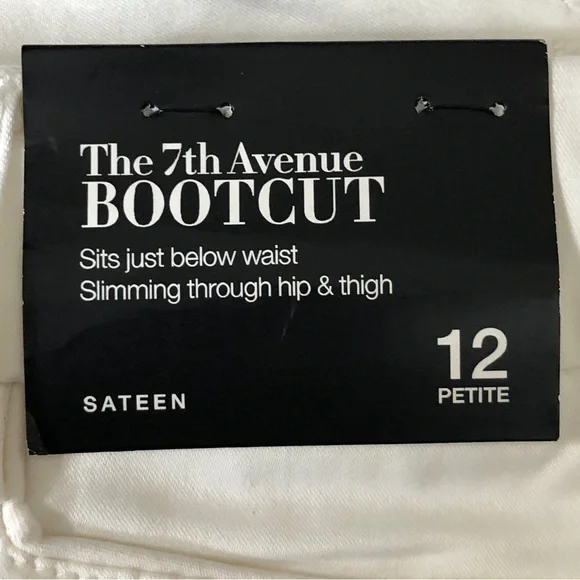 The 7th Avenue
BOOTCUT
Sits just below waist
Slimming through hip & thigh
12
PETITE
SATEEN